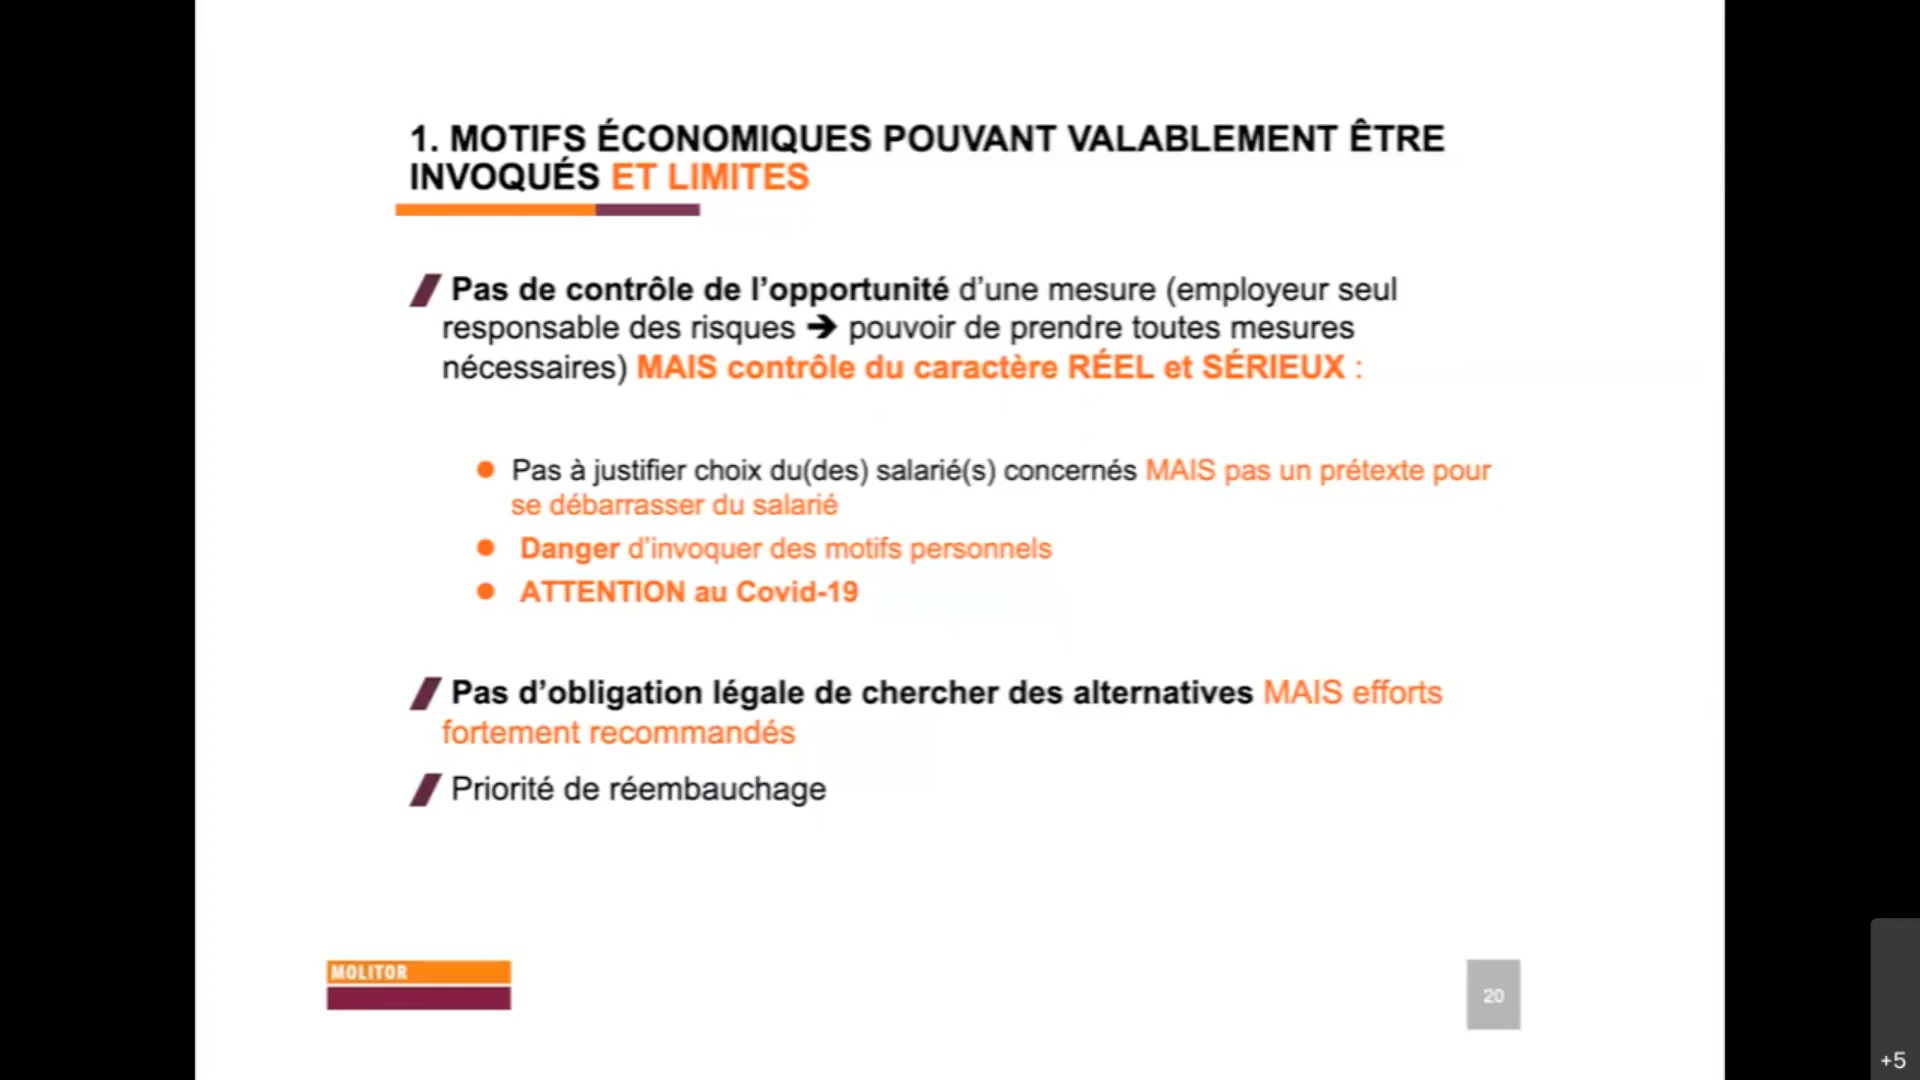 1. MOTIFS ÉCONOMIQUES POUVANT VALABLEMENT ÊTRE
INVOQUÉS ET LIMITES
Pas de contrôle de l’opportunité d’une mesure (employeur seul
responsable des risques ➔ pouvoir de prendre toutes mesures
nécessaires) MAIS contrôle du caractère RÉEL et SÉRIEUX :
● Pas à justifier choix du(des) salarié(s) concernés MAIS pas un prétexte pour
se débarrasser du salarié
● Danger d’invoquer des motifs personnels
● ATTENTION au Covid-19
Pas d’obligation légale de chercher des alternatives MAIS efforts
fortement recommandés
Priorité de réembauchage
MOLITOR
20
+5